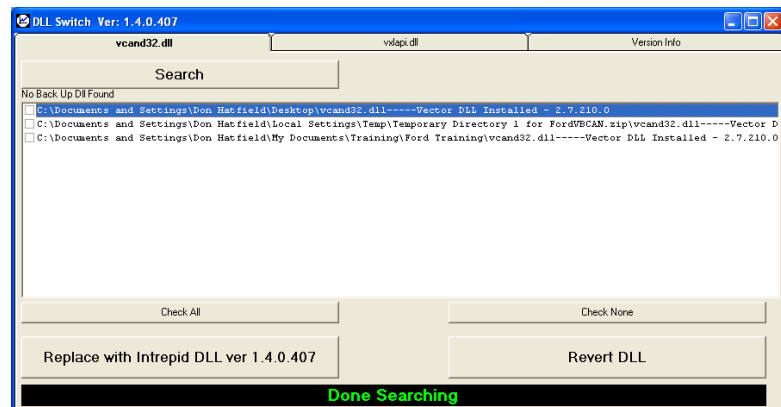 DLL Switch Ver: 1.4.0.407
vcand32.dll vxlapi.dll Version Info
Search
No Back Up Dll Found
C:\Documents and Settings\Don Hatfield\Desktop\vcand32.dll-----Vector DLL Installed - 2.7.210.0
C:\Documents and Settings\Don Hatfield\Local Settings\Temp\Temporary Directory 1 for FordVBCAN.zip\vcand32.dll-----Vector D
C:\Documents and Settings\Don Hatfield\My Documents\Training\Ford Training\vcand32.dll-----Vector DLL Installed - 2.7.210.0
Check All Check None
Replace with Intrepid DLL ver 1.4.0.407 Revert DLL
Done Searching